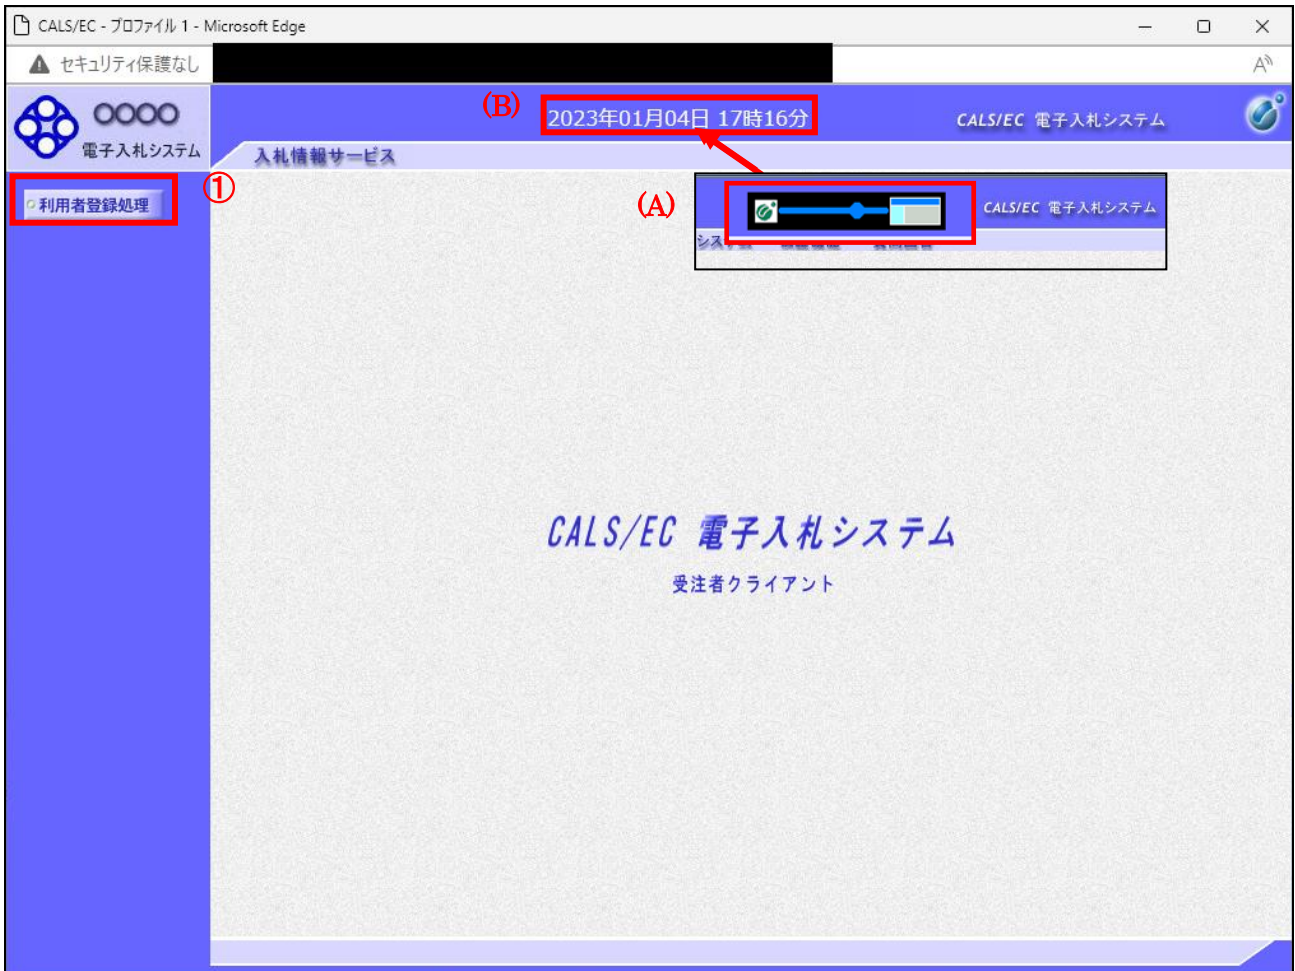 CALS/EC - プロファイル 1 - Microsoft Edge
セキュリティ保護なし
OOOO
電子入札システム
(B)
2023年01月04日 17時16分
CALS/EC 電子入札システム
入札情報サービス
利用者登録処理
①
(A)
CALS/EC 電子入札システム
CALS/EC 電子入札システム
受注者クライアント